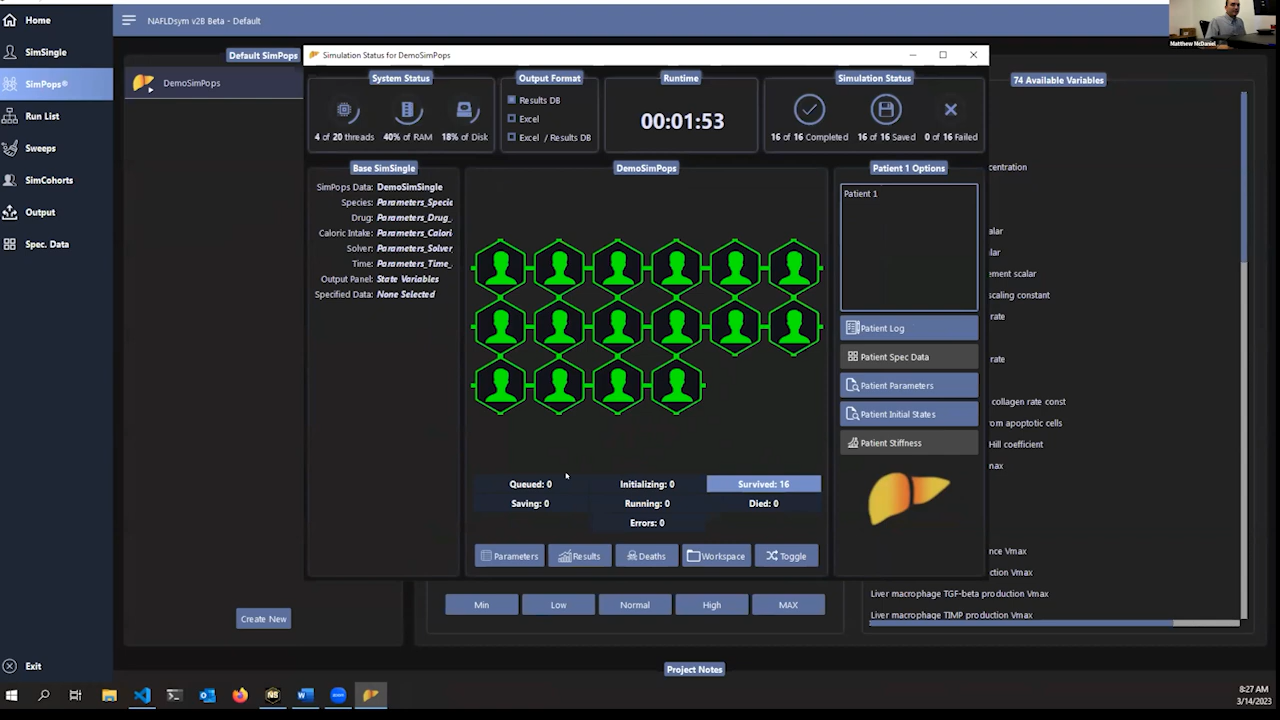 Home
NAFLDsym v2B Beta - Default
Matthew McDaniel
SimSingle
SimPops®
Run List
Sweeps
SimCohorts
Output
Spec. Data
Exit
Default SimPops
DemoSimPops
Create New
Simulation Status for DemoSimPops
System Status
4 of 20 threads
40% of RAM
18% of Disk
Output Format
Results DB
Excel
Excel / Results DB
Runtime
00:01:53
Simulation Status
16 of 16 Completed
16 of 16 Saved
0 of 16 Failed
Base SimSingle
SimPops Data: DemoSimSingle
Species: Parameters_Specie
Drug: Parameters_Drug_
Caloric Intake: Parameters_Calori
Solver: Parameters_Solver
Time: Parameters_Time_
Output Panel: State Variables
Specified Data: None Selected
DemoSimPops
Queued: 0
Initializing: 0
Survived: 16
Saving: 0
Running: 0
Died: 0
Errors: 0
Parameters
Results
Deaths
Workspace
Toggle
Patient 1 Options
Patient 1
Patient Log
Patient Spec Data
Patient Parameters
Patient Initial States
Patient Stiffness
74 Available Variables
centration
alar
lar
ement scalar
scaling constant
rate
rate
collagen rate const
om apoptotic cells
Hill coefficient
max
nce Vmax
ction Vmax
Liver macrophage TGF-beta production Vmax
Liver macrophage TIMP production Vmax
Min
Low
Normal
High
MAX
Project Notes
8:27 AM
3/14/2023